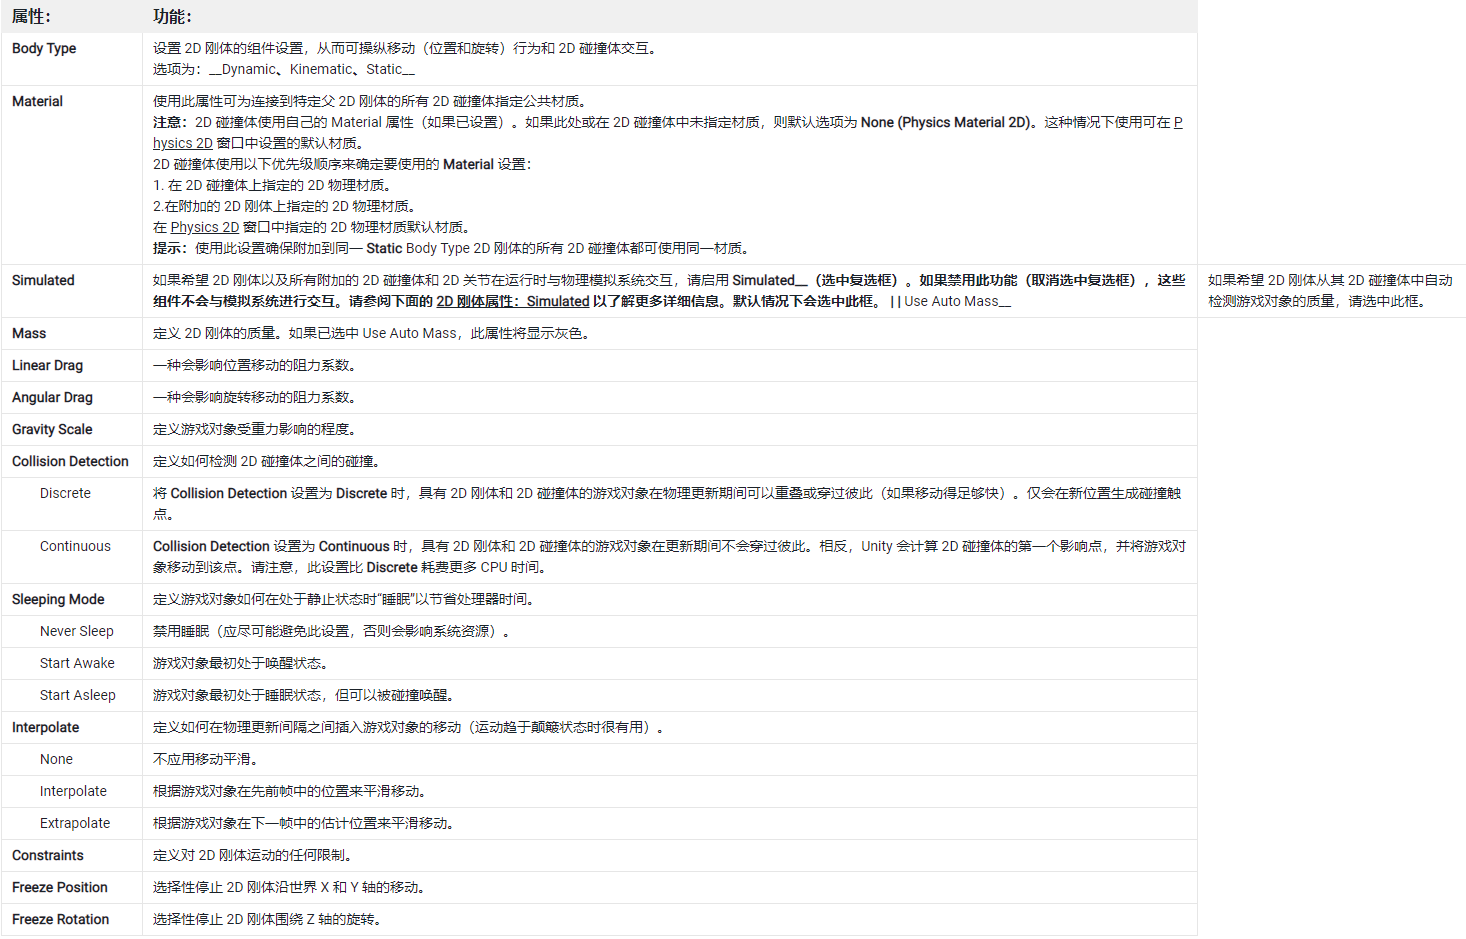 属性： 功能：
Body Type 设置 2D 刚体的组件设置，从而可操纵移动（位置和旋转）行为和 2D 碰撞体交互。
选项为：__Dynamic、Kinematic、Static__
Material 使用此属性可为连接到特定父 2D 刚体的所有 2D 碰撞体指定公共材质。
注意：2D 碰撞体使用自己的 Material 属性（如果已设置）。如果此处或在 2D 碰撞体中未指定材质，则默认选项为 None (Physics Material 2D)。这种情况下使用可在 P
hysics 2D 窗口中设置的默认材质。
2D 碰撞体使用以下优先级顺序来确定要使用的 Material 设置：
1. 在 2D 碰撞体上指定的 2D 物理材质。
2.在附加的 2D 刚体上指定的 2D 物理材质。
在 Physics 2D 窗口中指定的 2D 物理材质默认材质。
提示：使用此设置确保附加到同一 Static Body Type 2D 刚体的所有 2D 碰撞体都可使用同一材质。
Simulated 如果希望 2D 刚体以及所有附加的 2D 碰撞体和 2D 关节在运行时与物理模拟系统交互，请启用 Simulated__（选中复选框）。如果禁用此功能（取消选中复选框），这些
组件不会与模拟系统进行交互。请参阅下面的 2D 刚体属性：Simulated 以了解更多详细信息。默认情况下会选中此框。 | | Use Auto Mass__
如果希望 2D 刚体从其 2D 碰撞体中自动
检测游戏对象的质量，请选中此框。
Mass 定义 2D 刚体的质量。如果已选中 Use Auto Mass，此属性将显示灰色。
Linear Drag 一种会影响位置移动的阻力系数。
Angular Drag 一种会影响旋转移动的阻力系数。
Gravity Scale 定义游戏对象受重力影响的程度。
Collision Detection 定义如何检测 2D 碰撞体之间的碰撞。
Discrete 将 Collision Detection 设置为 Discrete 时，具有 2D 刚体和 2D 碰撞体的游戏对象在物理更新期间可以重叠或穿过彼此（如果移动得足够快）。仅会在新位置生成碰撞触
点。
Continuous Collision Detection 设置为 Continuous 时，具有 2D 刚体和 2D 碰撞体的游戏对象在更新期间不会穿过彼此。相反，Unity 会计算 2D 碰撞体的第一个影响点，并将游戏对
象移动到该点。请注意，此设置比 Discrete 耗费更多 CPU 时间。
Sleeping Mode 定义游戏对象如何在处于静止状态时“睡眠”以节省处理器时间。
Never Sleep 禁用睡眠（应尽可能避免此设置，否则会影响系统资源）。
Start Awake 游戏对象最初处于唤醒状态。
Start Asleep 游戏对象最初处于睡眠状态，但可以被碰撞唤醒。
Interpolate 定义如何在物理更新间隔之间插入游戏对象的移动（运动趋于颠簸状态时很有用）。
None 不应用移动平滑。
Interpolate 根据游戏对象在先前帧中的位置来平滑移动。
Extrapolate 根据游戏对象在下一帧中的估计位置来平滑移动。
Constraints 定义对 2D 刚体运动的任何限制。
Freeze Position 选择性停止 2D 刚体沿世界 X 和 Y 轴的移动。
Freeze Rotation 选择性停止 2D 刚体围绕 Z 轴的旋转。